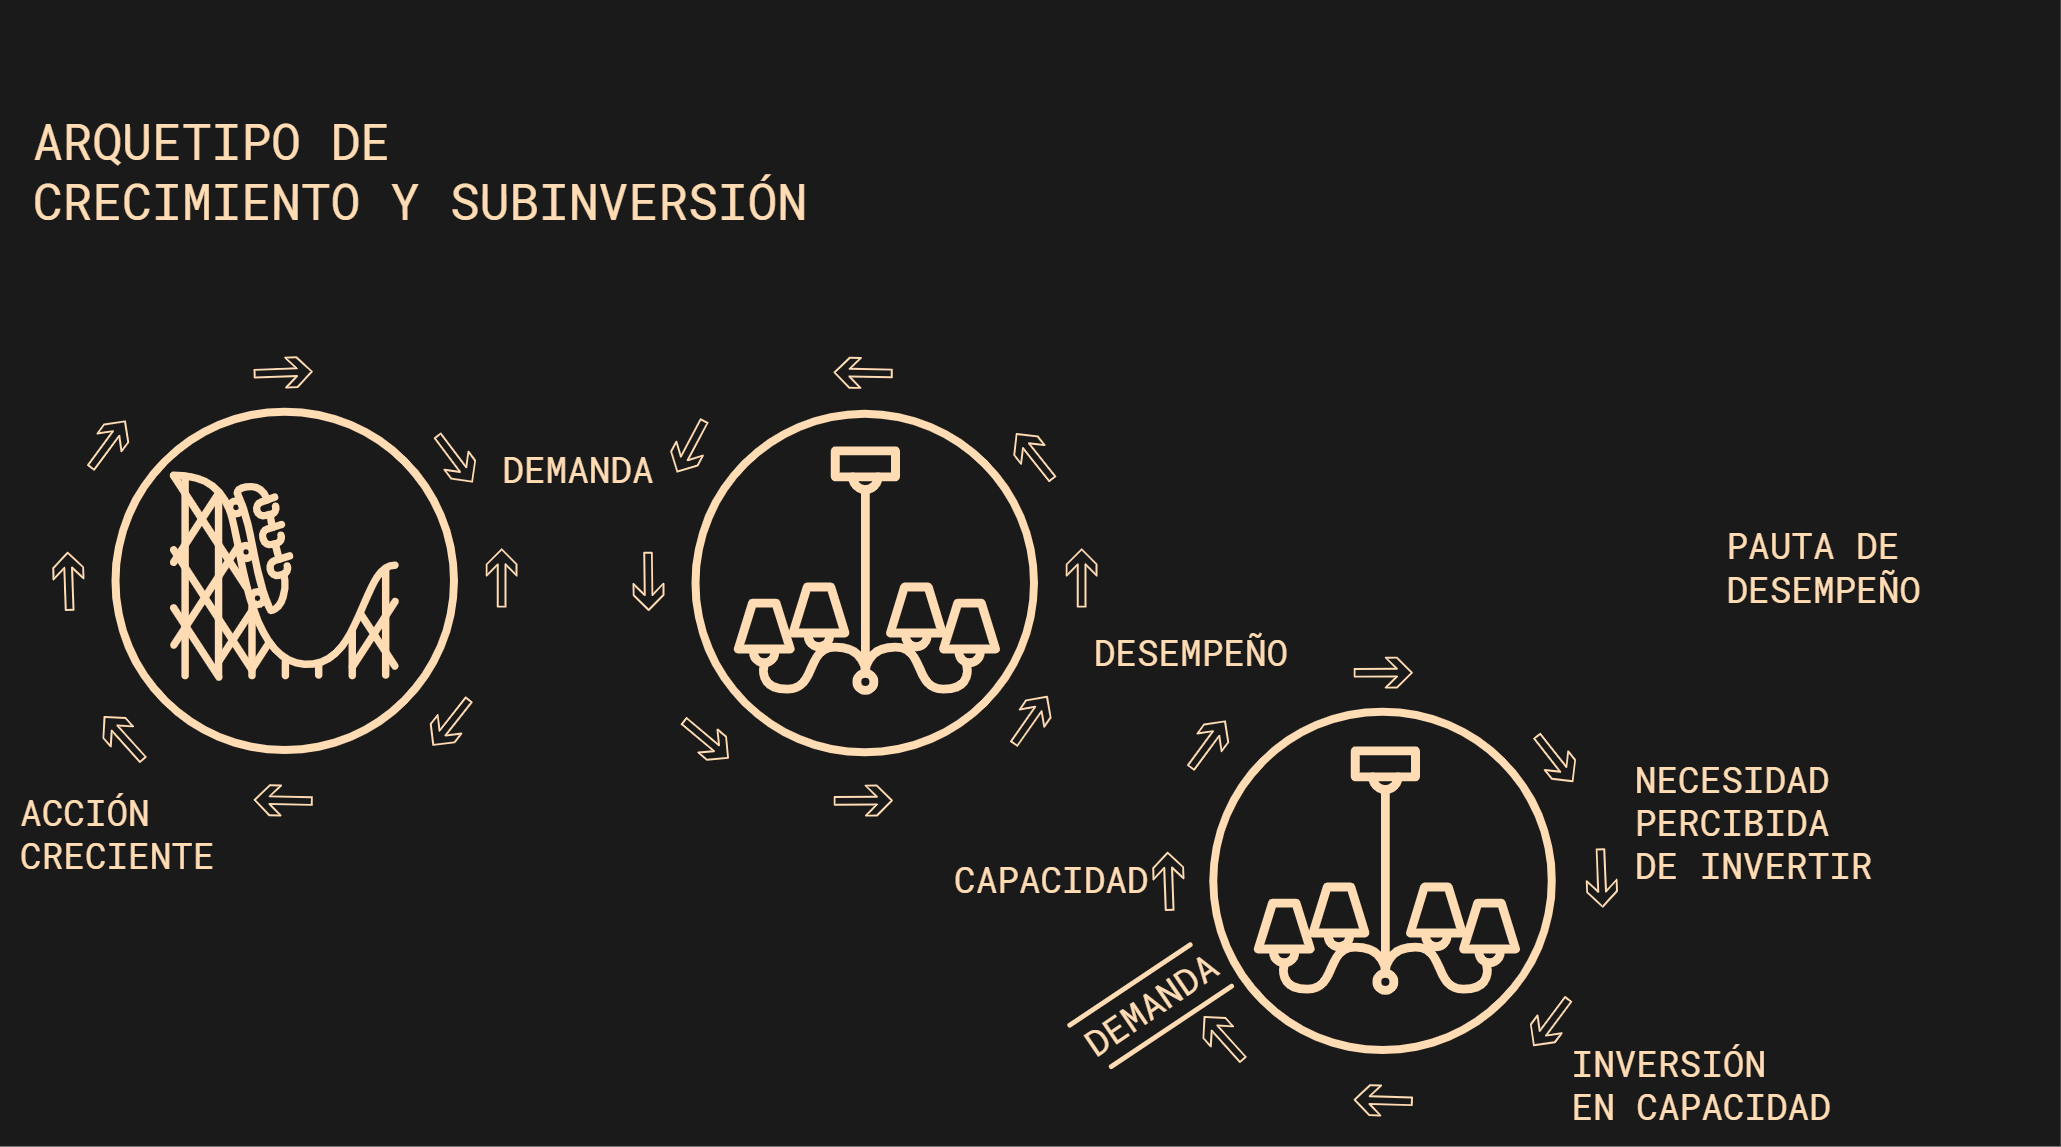 ARQUETIPO DE
CRECIMIENTO Y SUBINVERSIÓN
DEMANDA
PAUTA DE
DESEMPEÑO
DESEMPEÑO
NECESIDAD
PERCIBIDA
DE INVERTIR
ACCIÓN
CRECIENTE
CAPACIDAD
DEMANDA
INVERSIÓN
EN CAPACIDAD